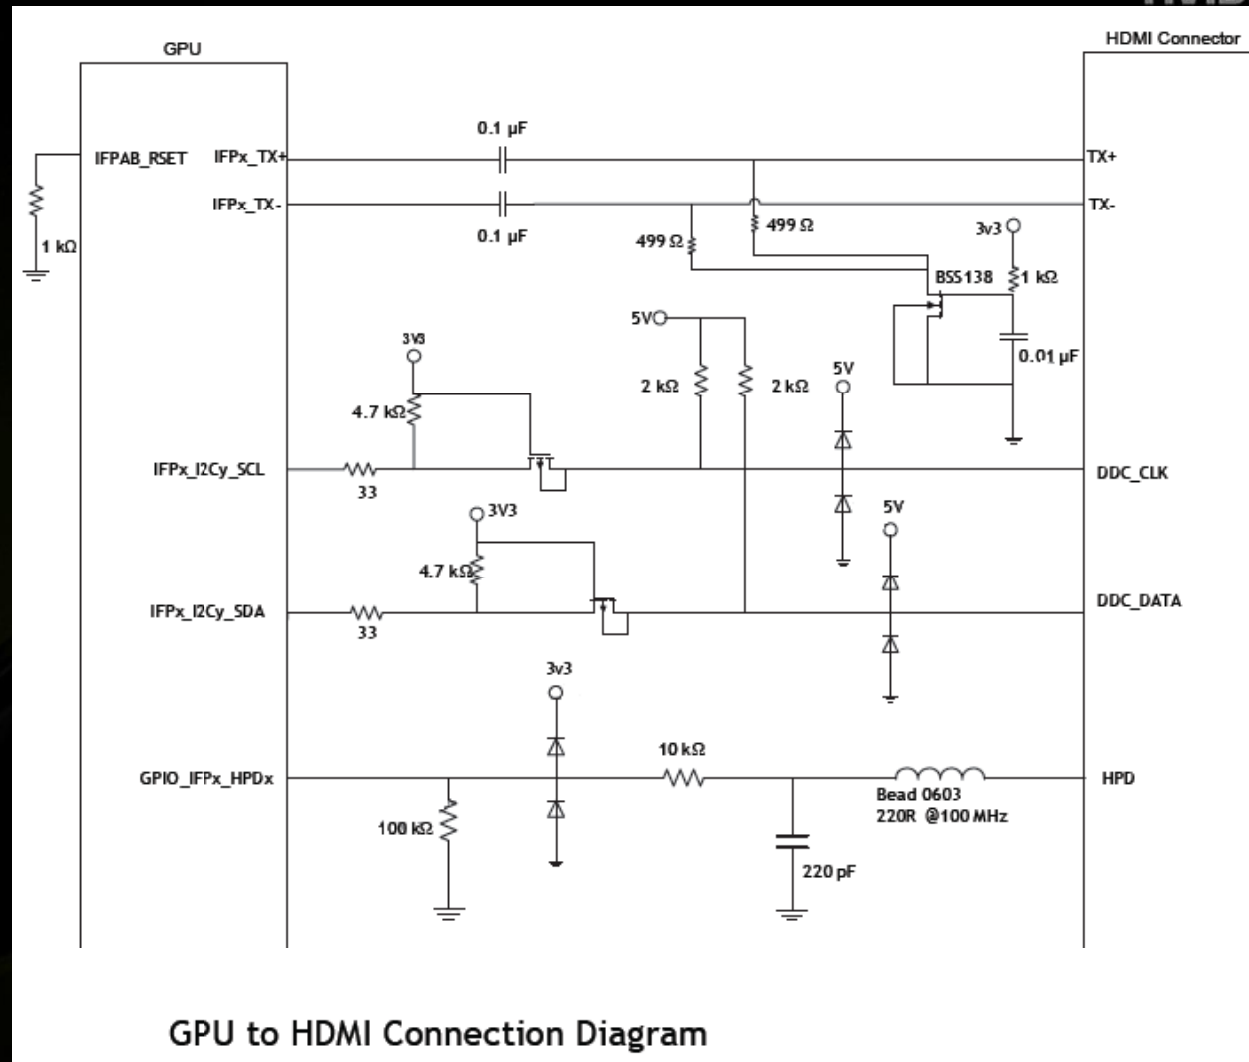 GPU
HDMI Connector
0.1 µF
IFPAB_RSET
IFPx_TX+
TX+
IFPx_TX-
TX-
0.1 µF
499 Ω
499 Ω
3v3
1 kΩ
BSS138
1 kΩ
5V
3V3
0.01 µF
5V
2 kΩ
2 kΩ
4.7 kΩ
IFPx_I2Cy_SCL
DDC_CLK
33
3V3
5V
4.7 kΩ
IFPx_I2Cy_SDA
DDC_DATA
33
3v3
10 kΩ
GPIO_IFPx_HPDx
HPD
Bead 0603
220R @100 MHz
100 kΩ
220 pF
GPU to HDMI Connection Diagram